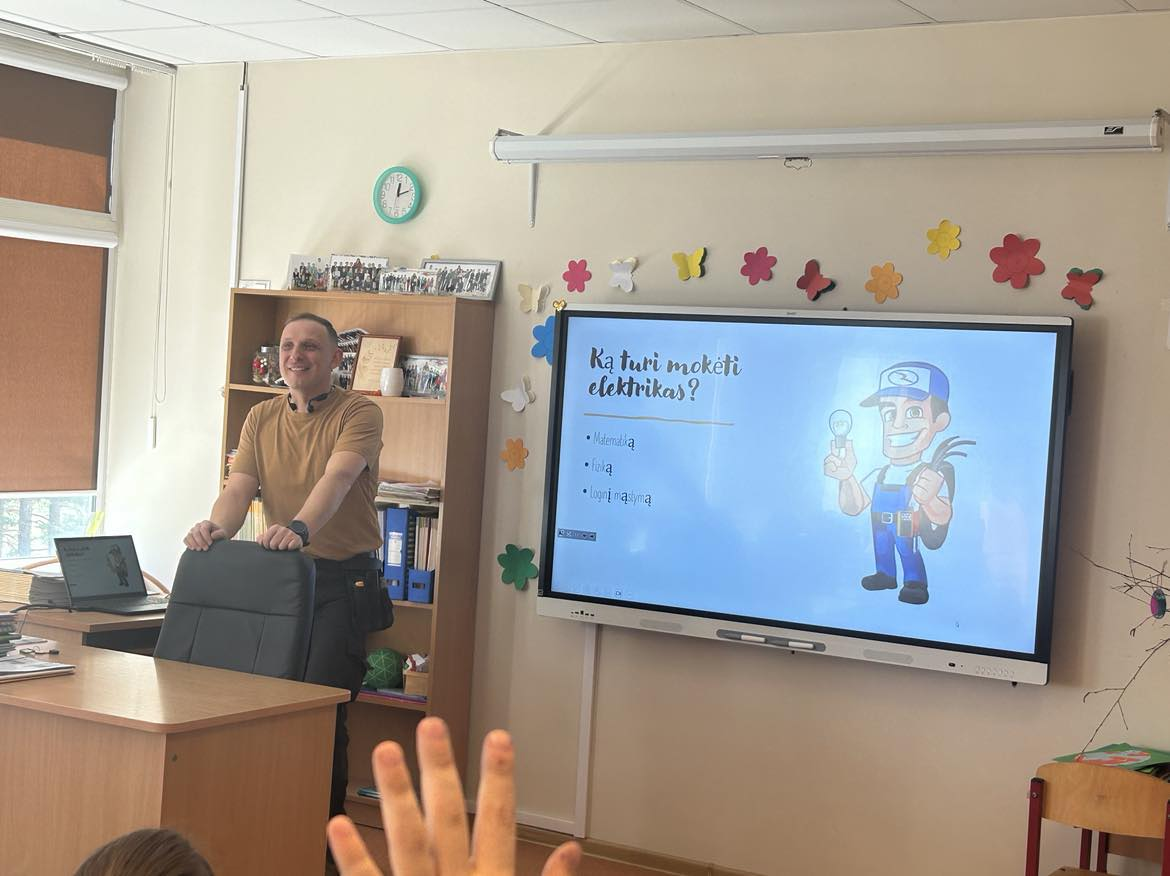 Ką turi mokėti
elektrikas?
• Matematiką
• Fiziką
• Loginį mąstymą